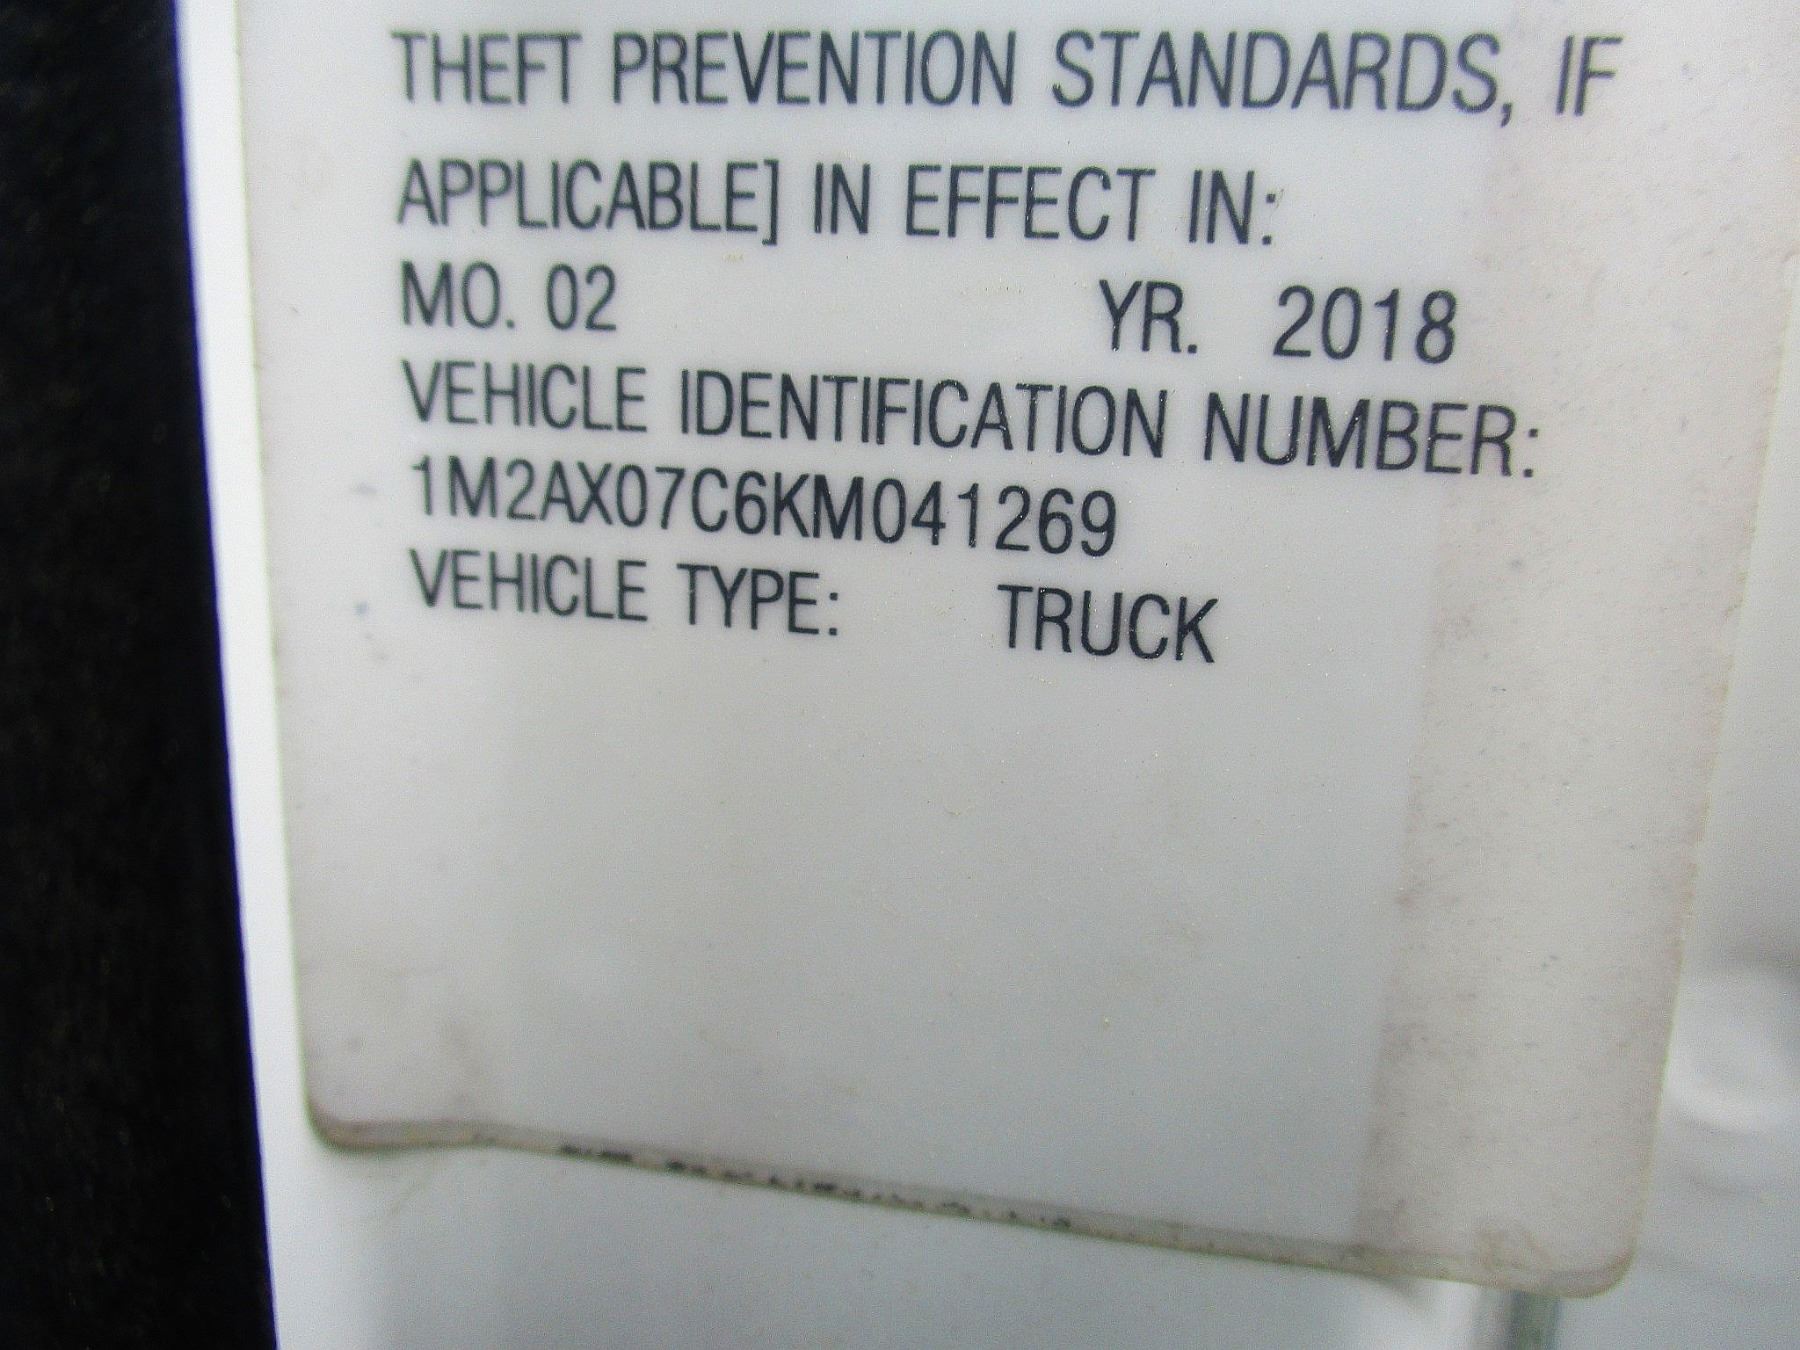 THEFT PREVENTION STANDARDS, IF
APPLICABLE] IN EFFECT IN:
MO. 02 YR. 2018
VEHICLE IDENTIFICATION NUMBER:
1M2AX07C6KM041269
VEHICLE TYPE: TRUCK